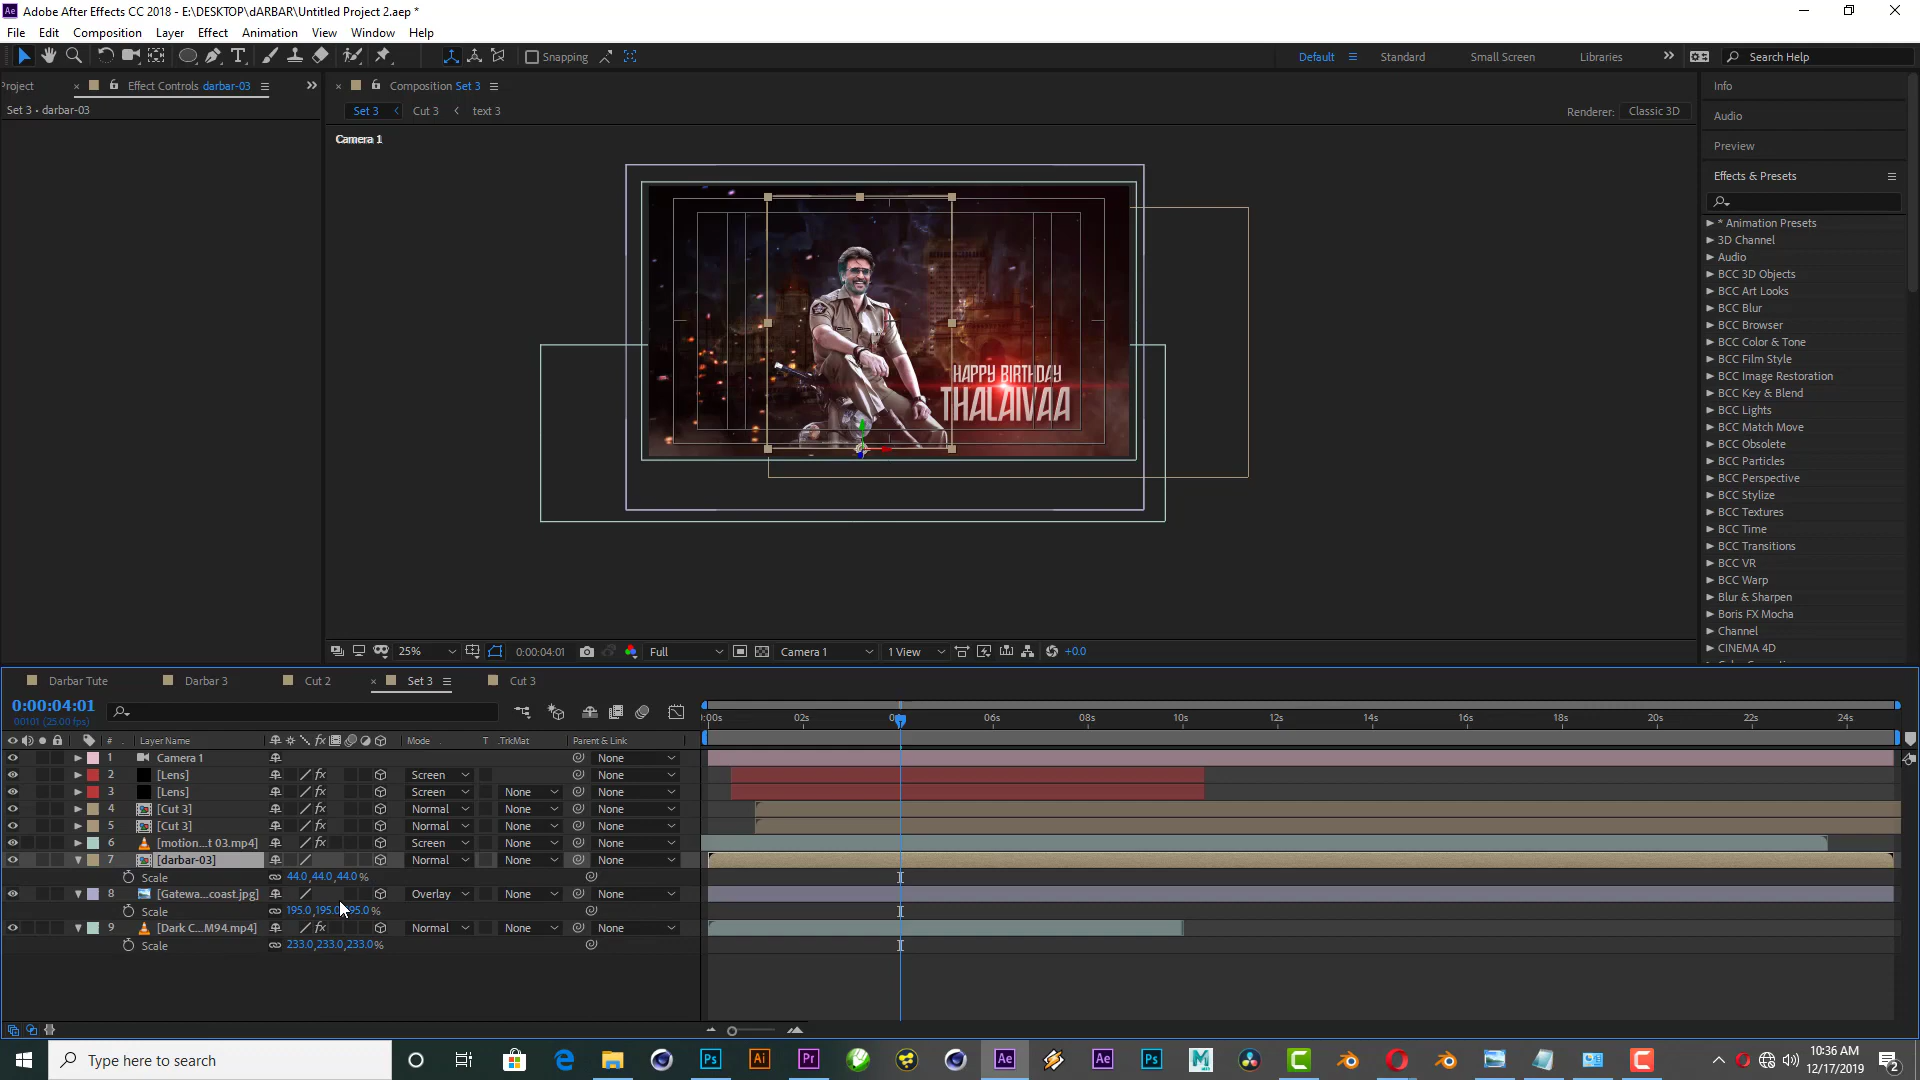 Adobe After Effects CC 2018 - E:\DESKTOP\dARBAR\Untitled Project 2.aep *
File Edit Composition Layer Effect Animation View Window Help
Snapping Default Standard Small Screen Libraries Search Help
Project Effect Controls darbar-03 Composition Set 3 Info
Set 3 • darbar-03 Set 3 Cut 3 text 3 Renderer: Classic 3D
Audio
Camera 1
Preview
Effects & Presets
* Animation Presets
3D Channel
Audio
BCC 3D Objects
BCC Art Looks
BCC Blur
BCC Browser
BCC Color & Tone
BCC Film Style
BCC Image Restoration
BCC Key & Blend
BCC Lights
BCC Match Move
BCC Obsolete
BCC Particles
BCC Perspective
BCC Stylize
BCC Textures
BCC Time
BCC Transitions
BCC VR
BCC Warp
Blur & Sharpen
Boris FX Mocha
Channel
CINEMA 4D
HAPPY BIRTHDAY
THALAIVAA
25% 0:00:04:01 Full Camera 1 1 View +0.0
Darbar Tute Darbar 3 Cut 2 Set 3 Cut 3
0:00:04:01
00101 (25.00 fps)
:00s 02s 06s 08s 10s 12s 14s 16s 18s 20s 22s 24s
# Layer Name Mode T .TrkMat Parent & Link
1 Camera 1 None
2 [Lens] Screen None
3 [Lens] Screen None None
4 [Cut 3] Normal None None
5 [Cut 3] Normal None None
6 [motion...t 03.mp4] Screen None None
7 [darbar-03] Normal None None
Scale 44.0,44.0,44.0%
8 [Gatewa...coast.jpg] Overlay None None
Scale 195.0,195.0 95.0%
9 [Dark C...M94.mp4] Normal None None
Scale 233.0,233.0,233.0%
Type here to search
10:36 AM
12/17/2019
2